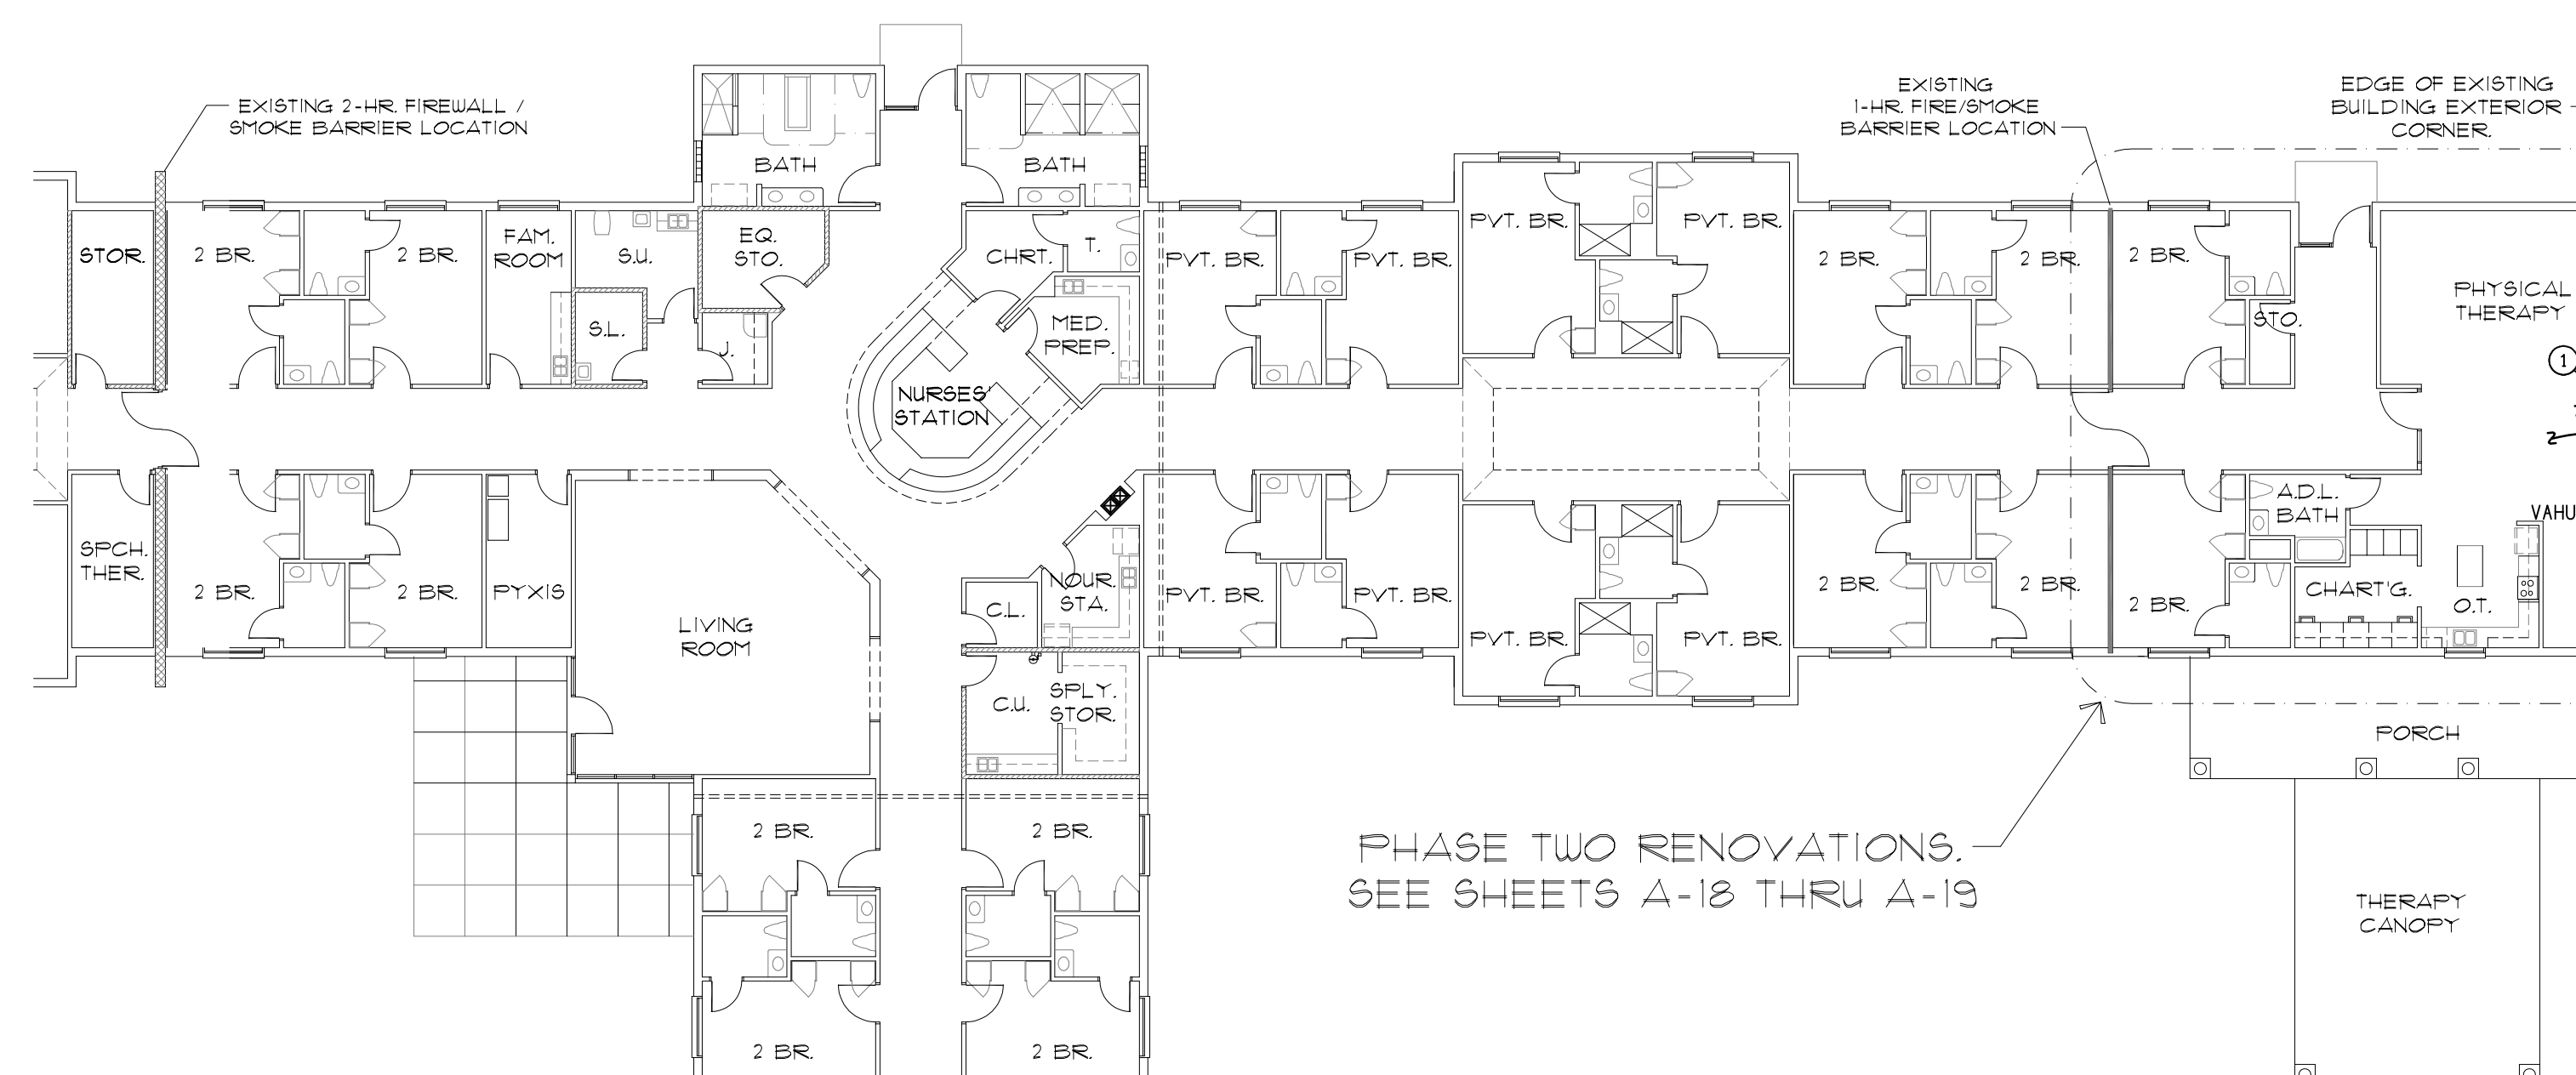 EXISTING 2-HR. FIREWALL /
SMOKE BARRIER LOCATION
EXISTING
1-HR. FIRE/SMOKE
BARRIER LOCATION
EDGE OF EXISTING
BUILDING EXTERIOR
CORNER.
BATH
BATH
STOR.
2 BR.
2 BR.
FAM.
ROOM
S.U.
EQ.
STO.
CHRT.
T.
PVT. BR.
PVT. BR.
PVT. BR.
PVT. BR.
2 BR.
2 BR.
2 BR.
STO.
PHYSICAL
THERAPY
1
S.L.
J.
MED.
PREP.
NURSES'
STATION
2
SPCH.
THER.
2 BR.
2 BR.
PYXIS
LIVING
ROOM
C.L.
NOUR.
STA.
PVT. BR.
PVT. BR.
PVT. BR.
PVT. BR.
2 BR.
2 BR.
2 BR.
A.D.L.
BATH
VAHU
CHART'G.
O.T.
C.U.
SPLY.
STOR.
PORCH
2 BR.
2 BR.
PHASE TWO RENOVATIONS.
SEE SHEETS A-18 THRU A-19
THERAPY
CANOPY
2 BR.
2 BR.